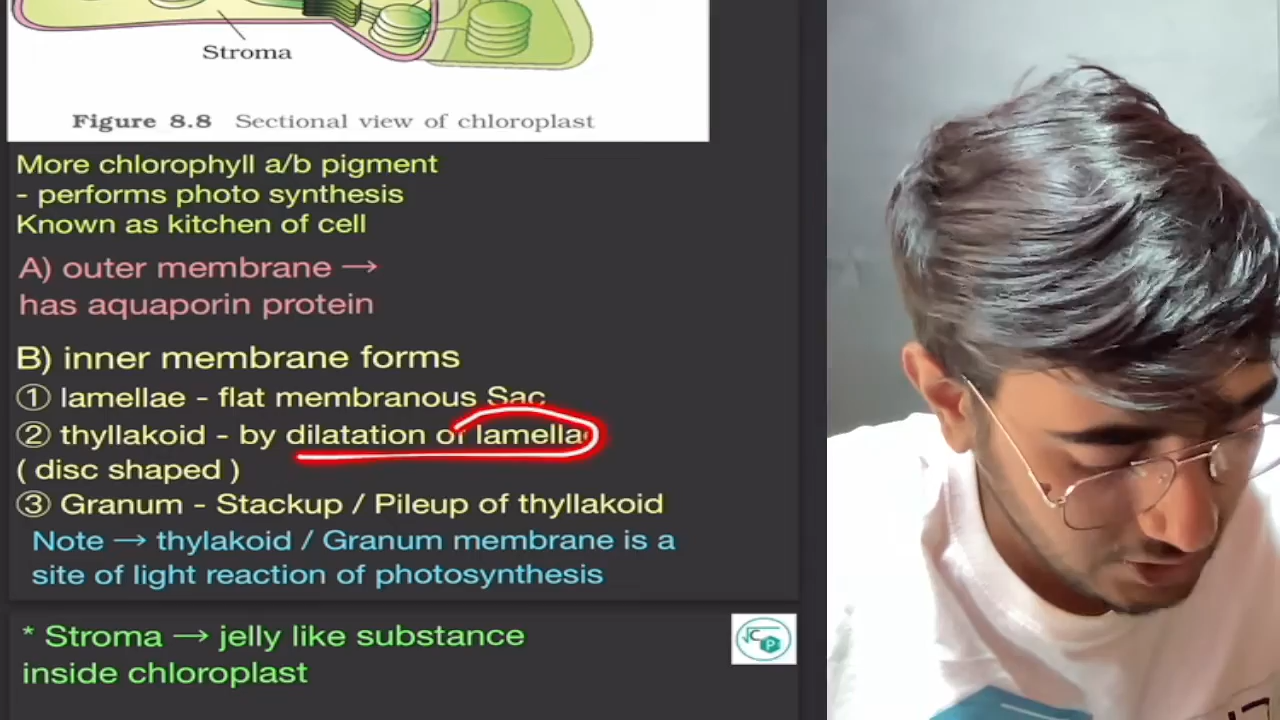 Stroma
Figure 8.8 Sectional view of chloroplast
More chlorophyll a/b pigment
- performs photo synthesis
Known as kitchen of cell
A) outer membrane →
has aquaporin protein
B) inner membrane forms
① lamellae - flat membranous Sac
② thyllakoid - by dilatation of lamellae
( disc shaped )
③ Granum - Stackup / Pileup of thyllakoid
Note → thylakoid / Granum membrane is a
site of light reaction of photosynthesis
* Stroma → jelly like substance
inside chloroplast
√C P